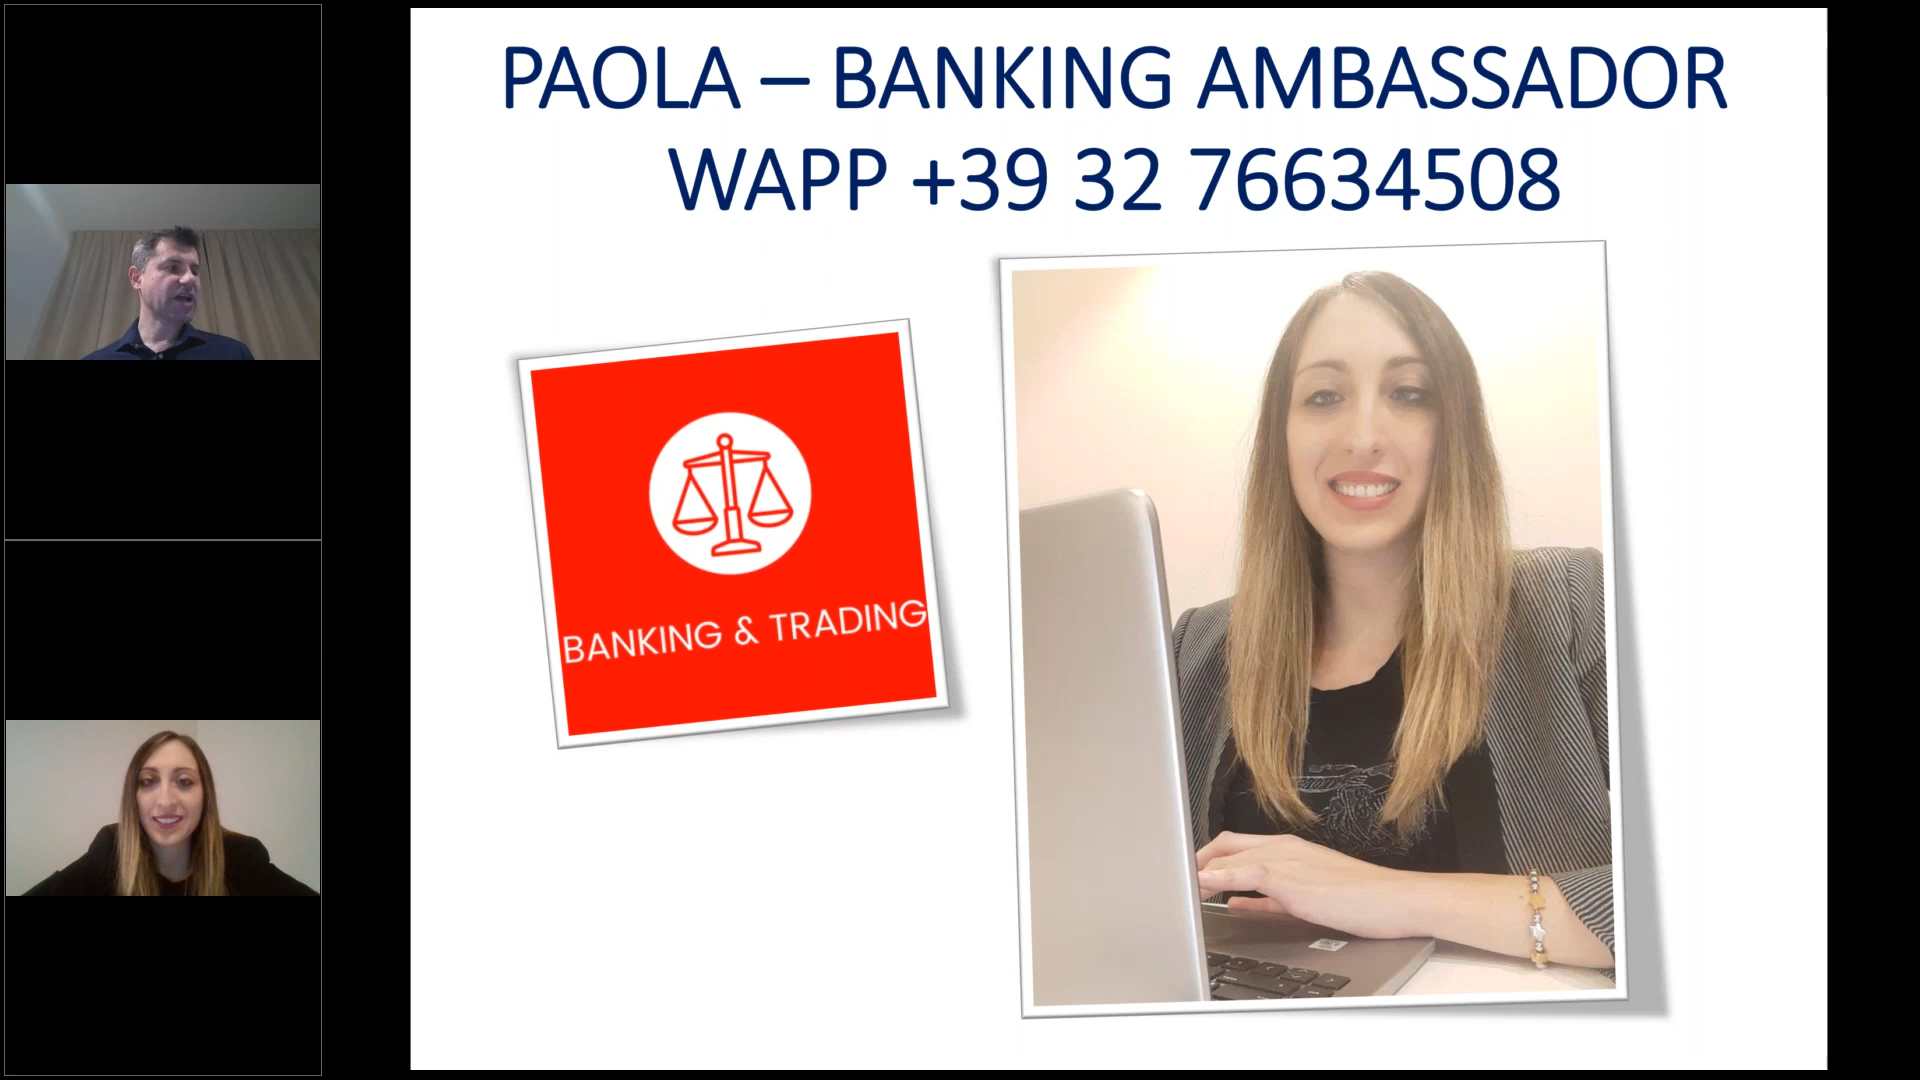 PAOLA – BANKING AMBASSADOR
WAPP +39 32 76634508
BANKING & TRADING